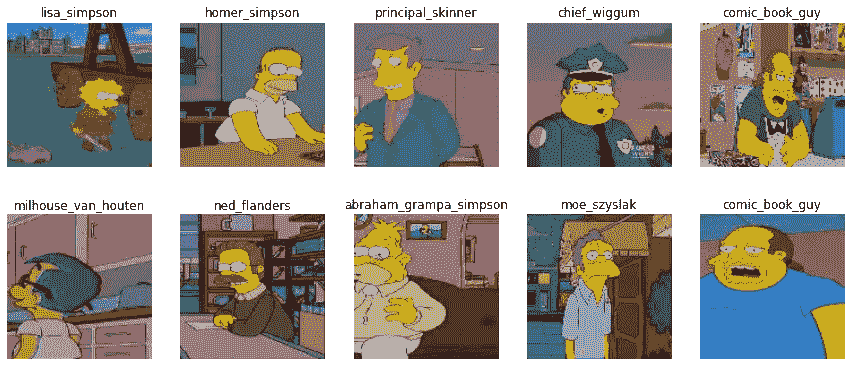 lisa_simpson
homer_simpson
principal_skinner
chief_wiggum
comic_book_guy
milhouse_van_houten
ned_flanders
abraham_grampa_simpson
moe_szyslak
comic_book_guy